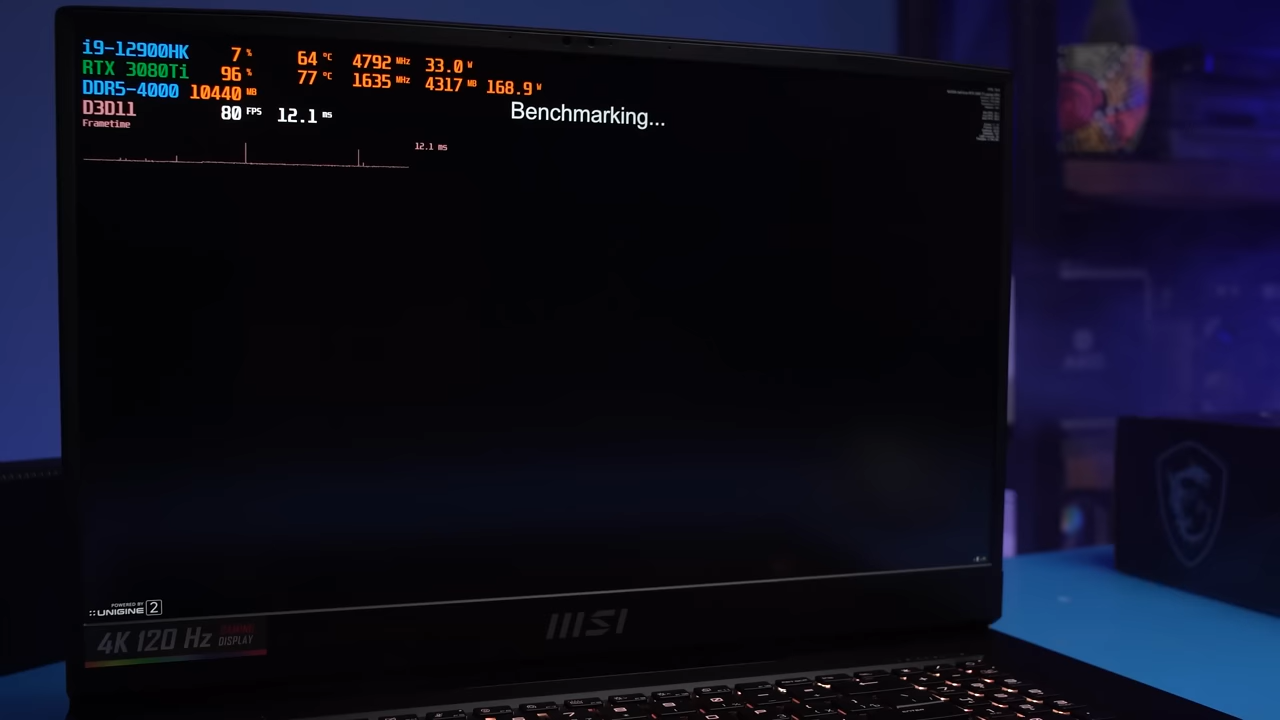 i9-12900HK 7 % 64 °C 4792 MHz 33.0 W
RTX 3080Ti 96 % 77 °C 1635 MHz 4317 MB 168.9 W
DDR5-4000 10440 MB
D3D11 80 FPS 12.1 ms
Frametime
12.1 ms
Benchmarking...
POWERED BY
UNIGINE 2
4K 120 Hz
DISPLAY
msi